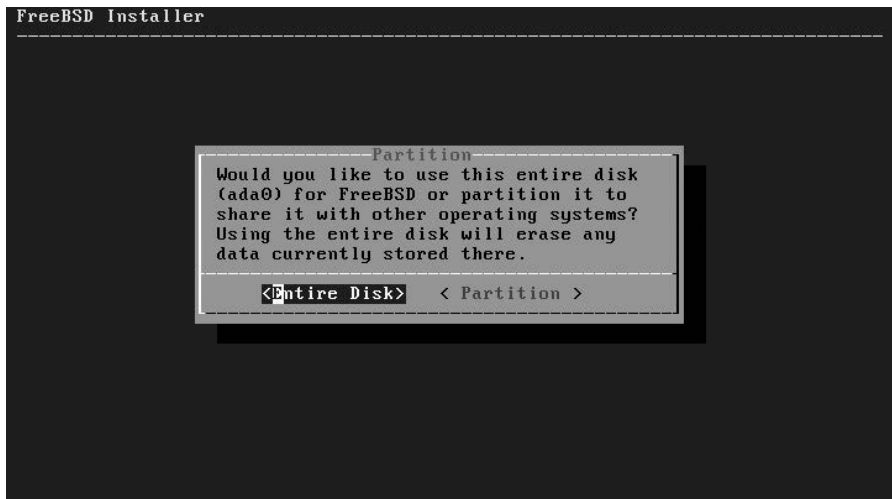 FreeBSD Installer
Partition
Would you like to use this entire disk
(ada0) for FreeBSD or partition it to
share it with other operating systems?
Using the entire disk will erase any
data currently stored there.
<Entire Disk> < Partition >